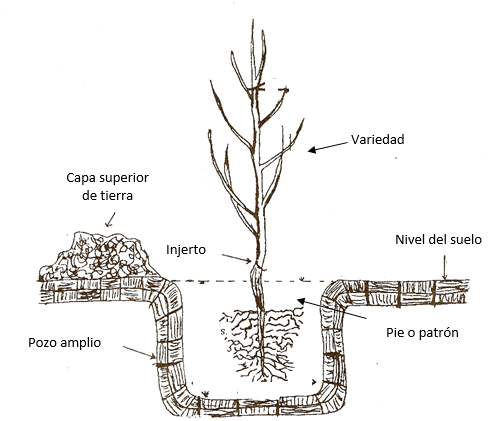 Variedad
Capa superior
de tierra
Injerto
Nivel del suelo
Pozo amplio
Pie o patrón
s.